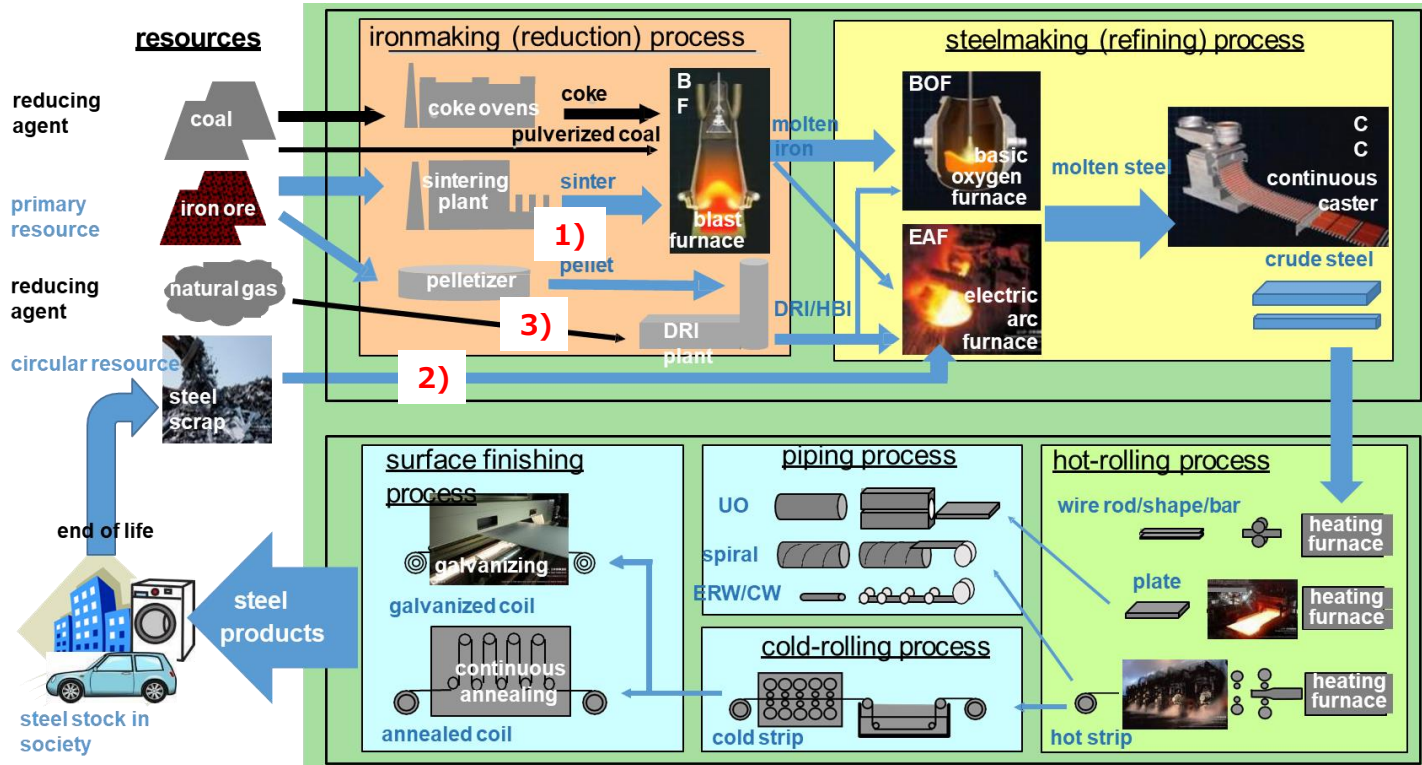 resources
reducing
agent
coal
primary
resource
iron ore
reducing
agent
natural gas
circular resource
steel
scrap
end of life
steel stock in
society
steel
products
ironmaking (reduction) process
coke ovens
coke
pulverized coal
sintering
plant
sinter
1)
B
F
blast
furnace
pelletizer
pellet
3)
DRI
plant
2)
molten
iron
DRI/HBI
steelmaking (refining) process
BOF
basic
oxygen
furnace
EAF
electric
arc
furnace
molten steel
C
C
continuous
caster
crude steel
surface finishing
process
galvanizing
galvanized coil
continuous
annealing
annealed coil
piping process
UO
spiral
ERW/CW
cold-rolling process
cold strip
hot-rolling process
wire rod/shape/bar
heating
furnace
plate
heating
furnace
heating
furnace
hot strip